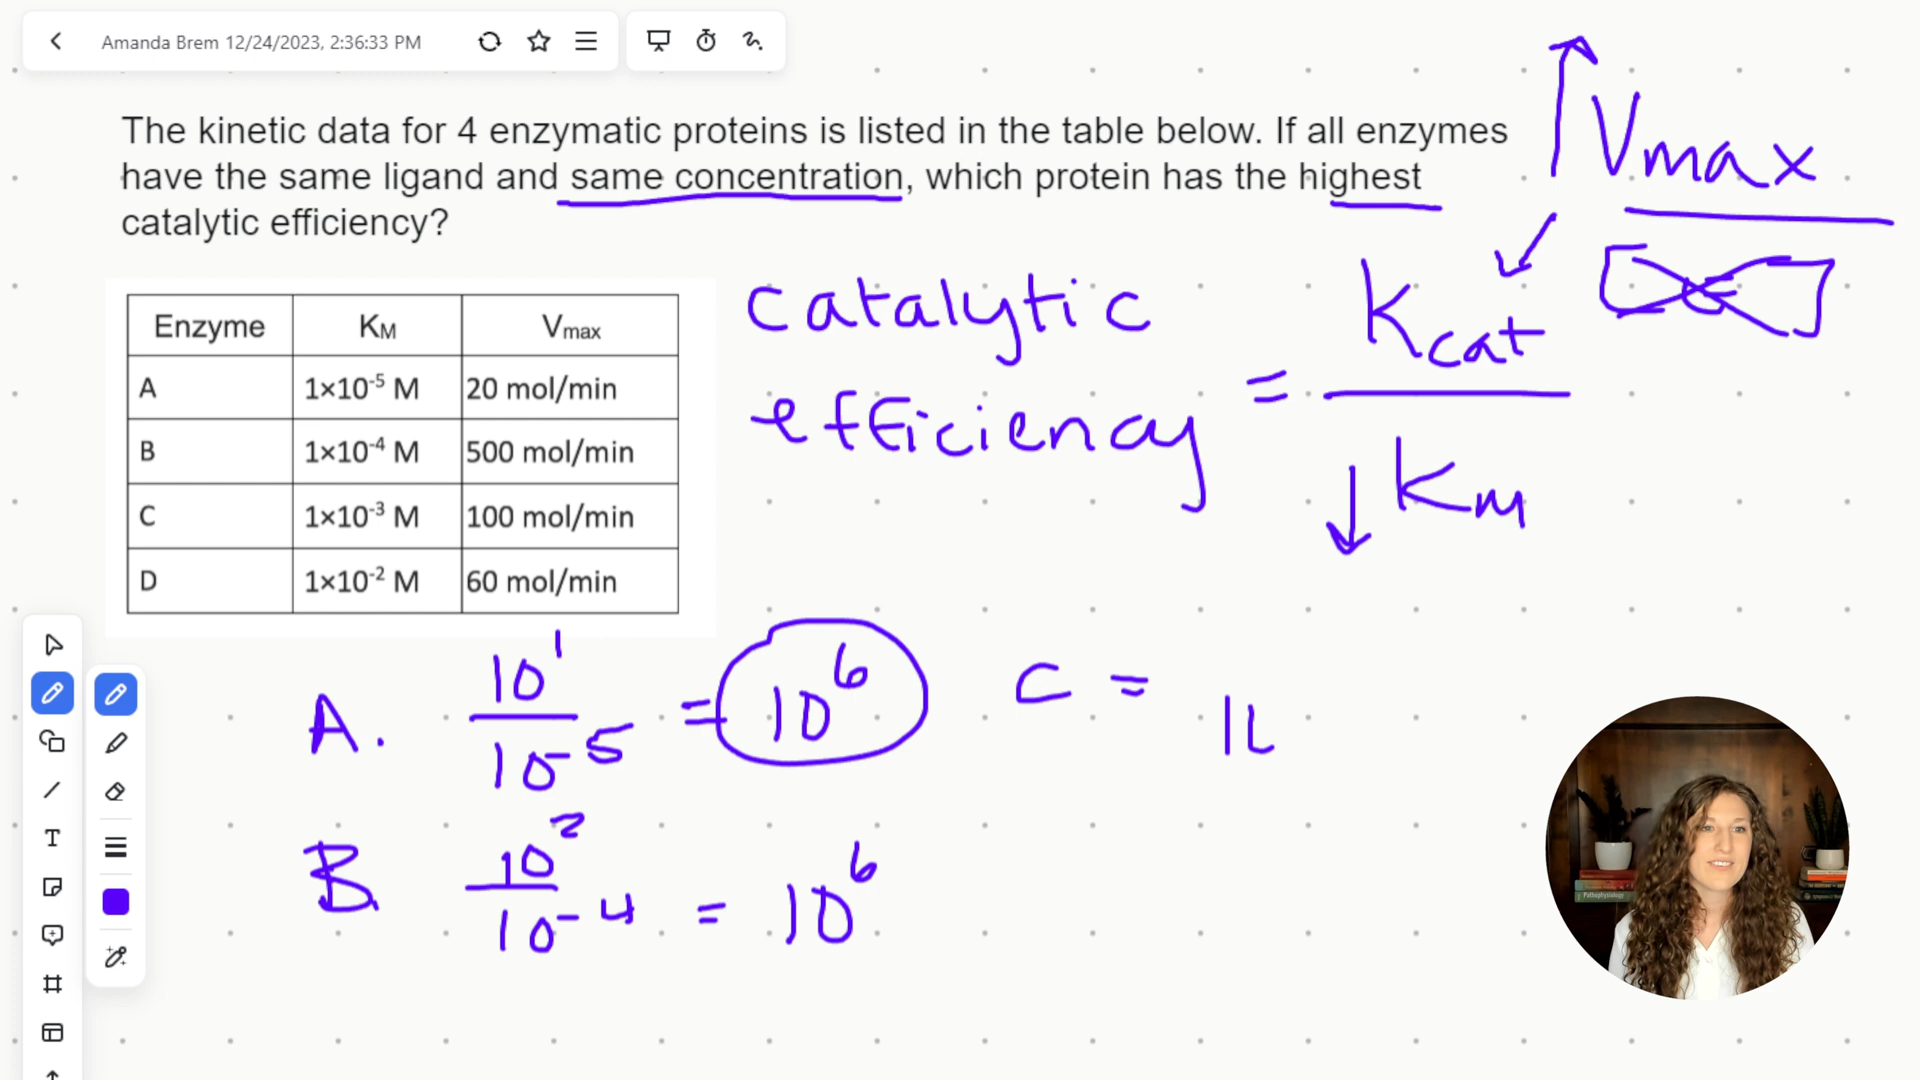 Amanda Brem 12/24/2023, 2:36:33 PM
The kinetic data for 4 enzymatic proteins is listed in the table below. If all enzymes
have the same ligand and same concentration, which protein has the highest
catalytic efficiency?
Vmax
[E]
catalytic
efficiency
=
Kcat
Km
Enzyme KM Vmax
A 1×10⁻⁵ M 20 mol/min
B 1×10⁻⁴ M 500 mol/min
C 1×10⁻³ M 100 mol/min
D 1×10⁻² M 60 mol/min
A. 10¹ / 10⁻⁵ = 10⁶
C =
B. 10² / 10⁻⁴ = 10⁶
T
Pathophysiology